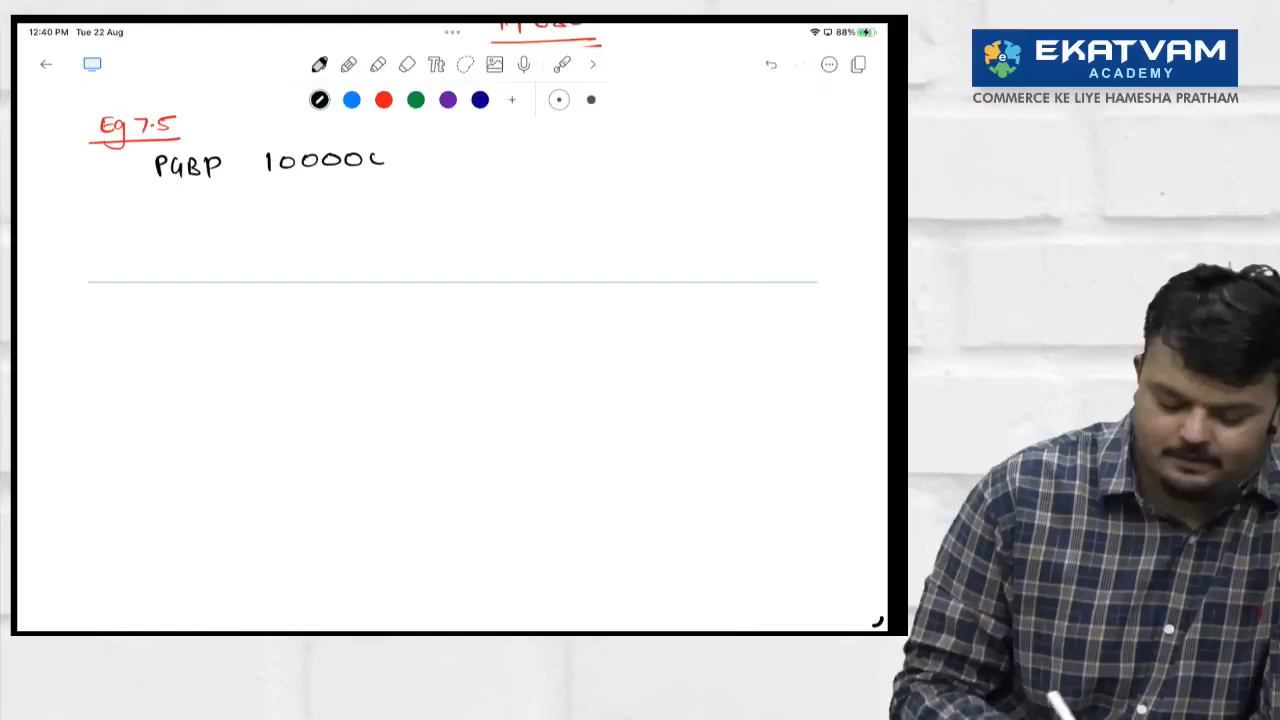 12:40 PM Tue 22 Aug
88%
Tt
EKATVAM
ACADEMY
COMMERCE KE LIYE HAMESHA PRATHAM
Eg 7.5
PGBP 10000